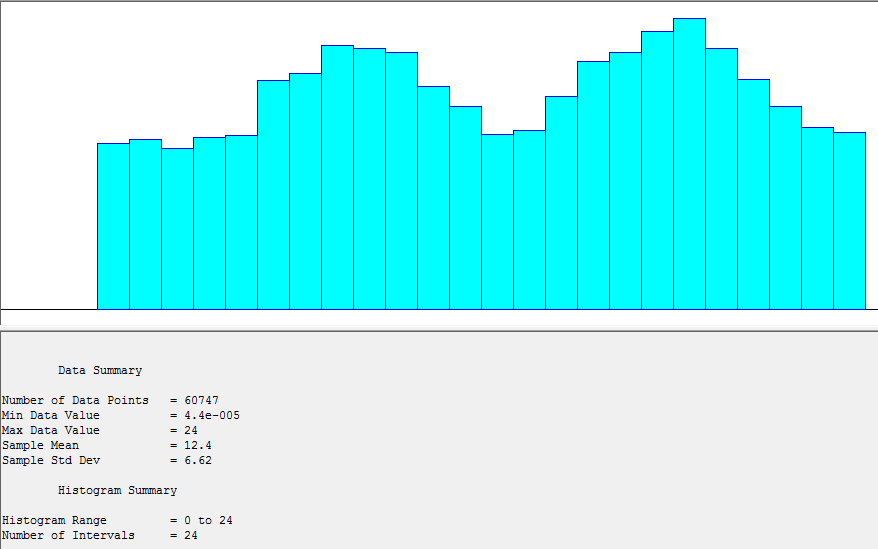 Data Summary
Number of Data Points = 60747
Min Data Value = 4.4e-005
Max Data Value = 24
Sample Mean = 12.4
Sample Std Dev = 6.62
Histogram Summary
Histogram Range = 0 to 24
Number of Intervals = 24